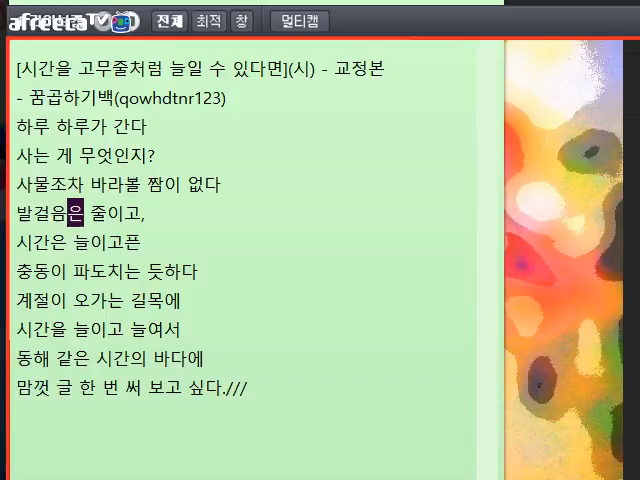 afreecaTV
전체 최적 창 멀티캠
[시간을 고무줄처럼 늘일 수 있다면](시) - 교정본
- 꿈곱하기백(qowhdtnr123)
하루 하루가 간다
사는 게 무엇인지?
사물조차 바라볼 짬이 없다
발걸음은 줄이고,
시간은 늘이고픈
충동이 파도치는 듯하다
계절이 오가는 길목에
시간을 늘이고 늘여서
동해 같은 시간의 바다에
맘껏 글 한 번 써 보고 싶다.///